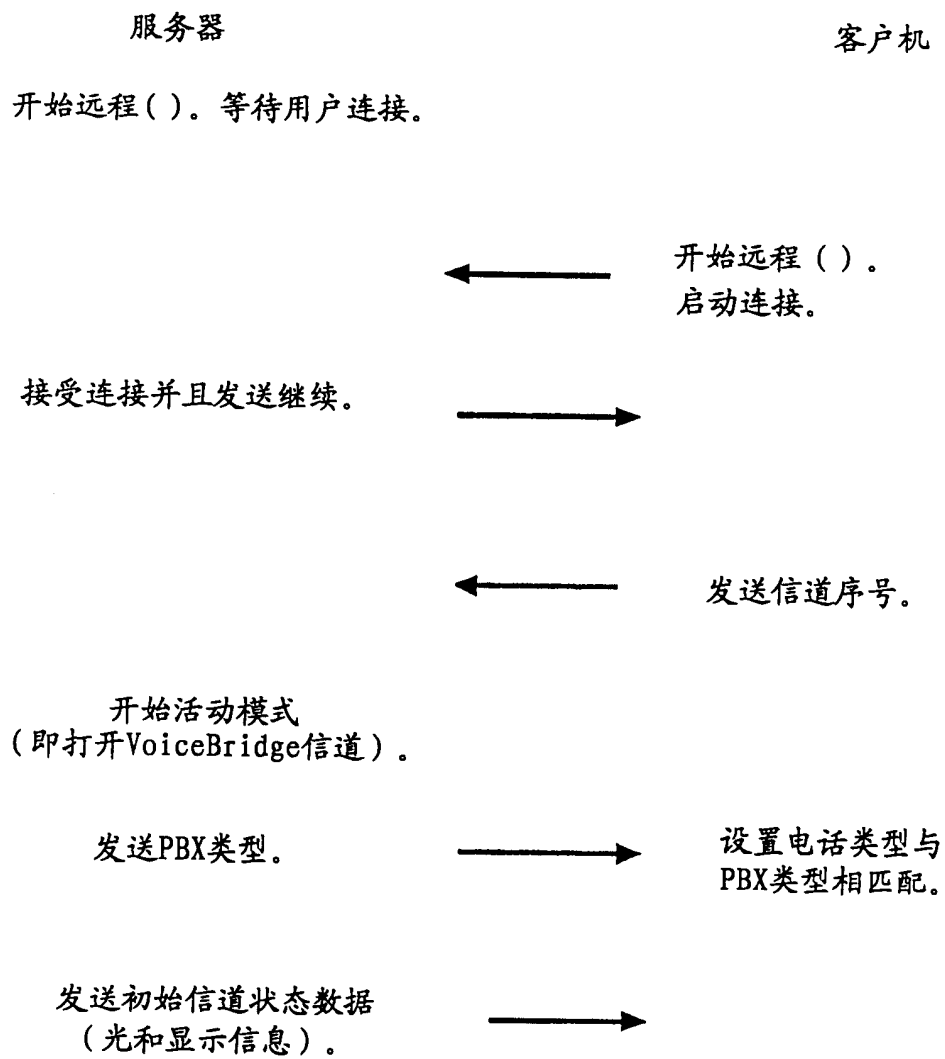 服务器
客户机
开始远程( )。等待用户连接。
开始远程( )。
启动连接。
接受连接并且发送继续。
发送信道序号。
开始活动模式
(即打开VoiceBridge信道)。
发送PBX类型。
设置电话类型与
PBX类型相匹配。
发送初始信道状态数据
(光和显示信息)。